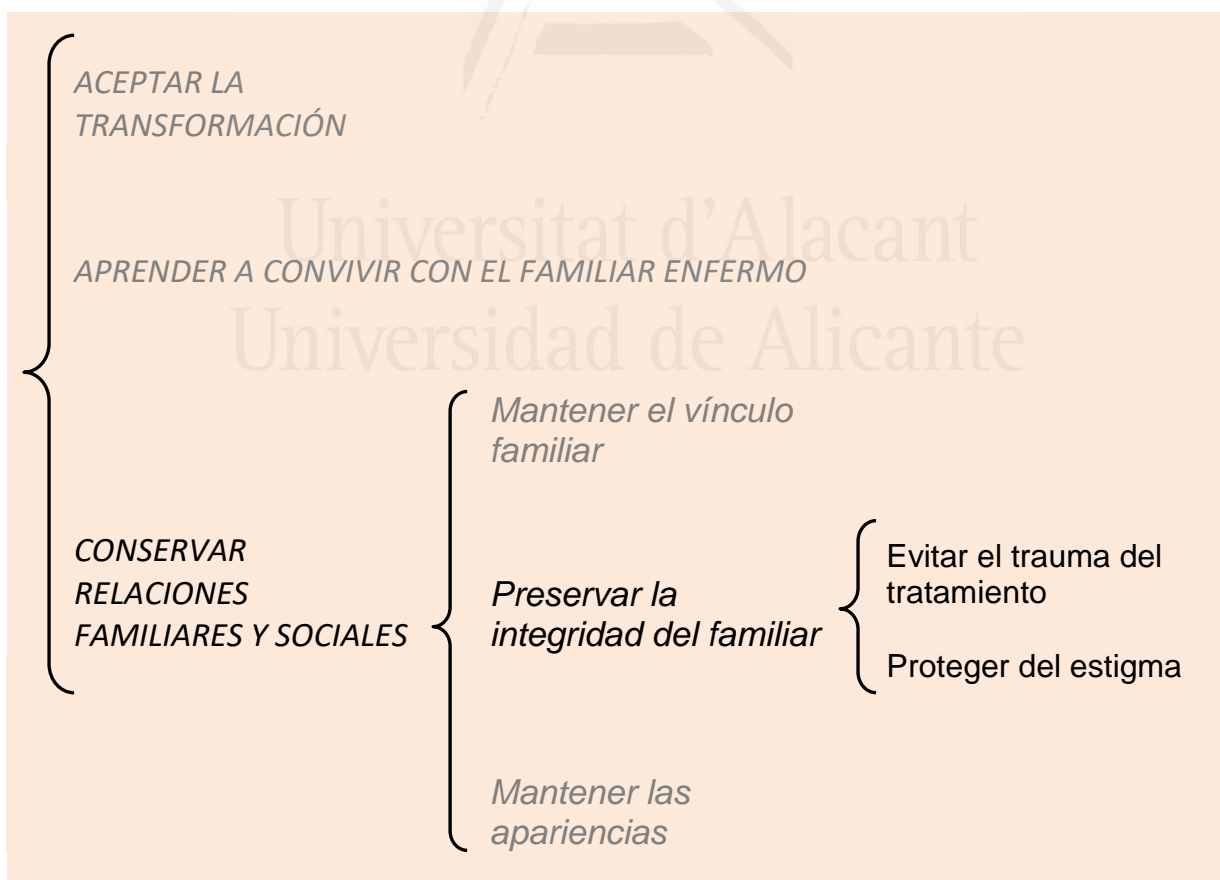 ACEPTAR LA
TRANSFORMACIÓN
Universitat d'Alacant
APRENDER A CONVIVIR CON EL FAMILIAR ENFERMO
Universidad de Alicante
Mantener el vínculo
familiar
CONSERVAR
RELACIONES
FAMILIARES Y SOCIALES
Preservar la
integridad del familiar
Evitar el trauma del
tratamiento
Proteger del estigma
Mantener las
apariencias